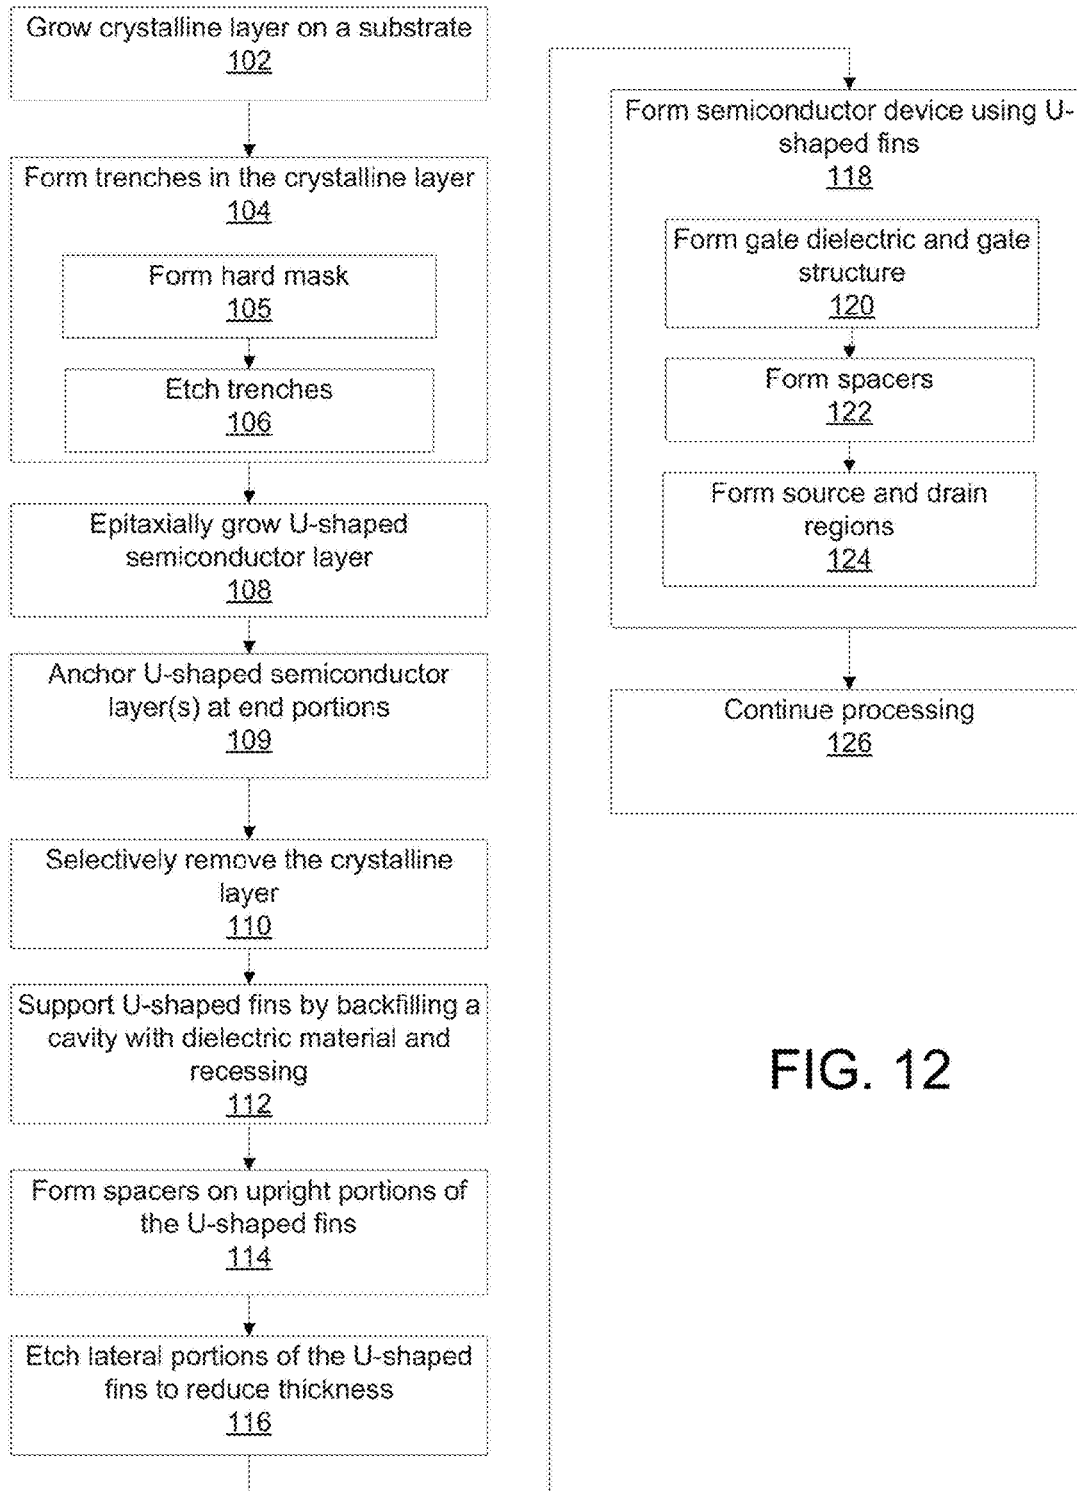 Grow crystalline layer on a substrate
102
Form trenches in the crystalline layer
104
Form hard mask
105
Etch trenches
106
Epitaxially grow U-shaped
semiconductor layer
108
Anchor U-shaped semiconductor
layer(s) at end portions
109
Selectively remove the crystalline
layer
110
Support U-shaped fins by backfilling a
cavity with dielectric material and
recessing
112
Form spacers on upright portions of
the U-shaped fins
114
Etch lateral portions of the U-shaped
fins to reduce thickness
116
Form semiconductor device using U-
shaped fins
118
Form gate dielectric and gate
structure
120
Form spacers
122
Form source and drain
regions
124
Continue processing
126
FIG. 12